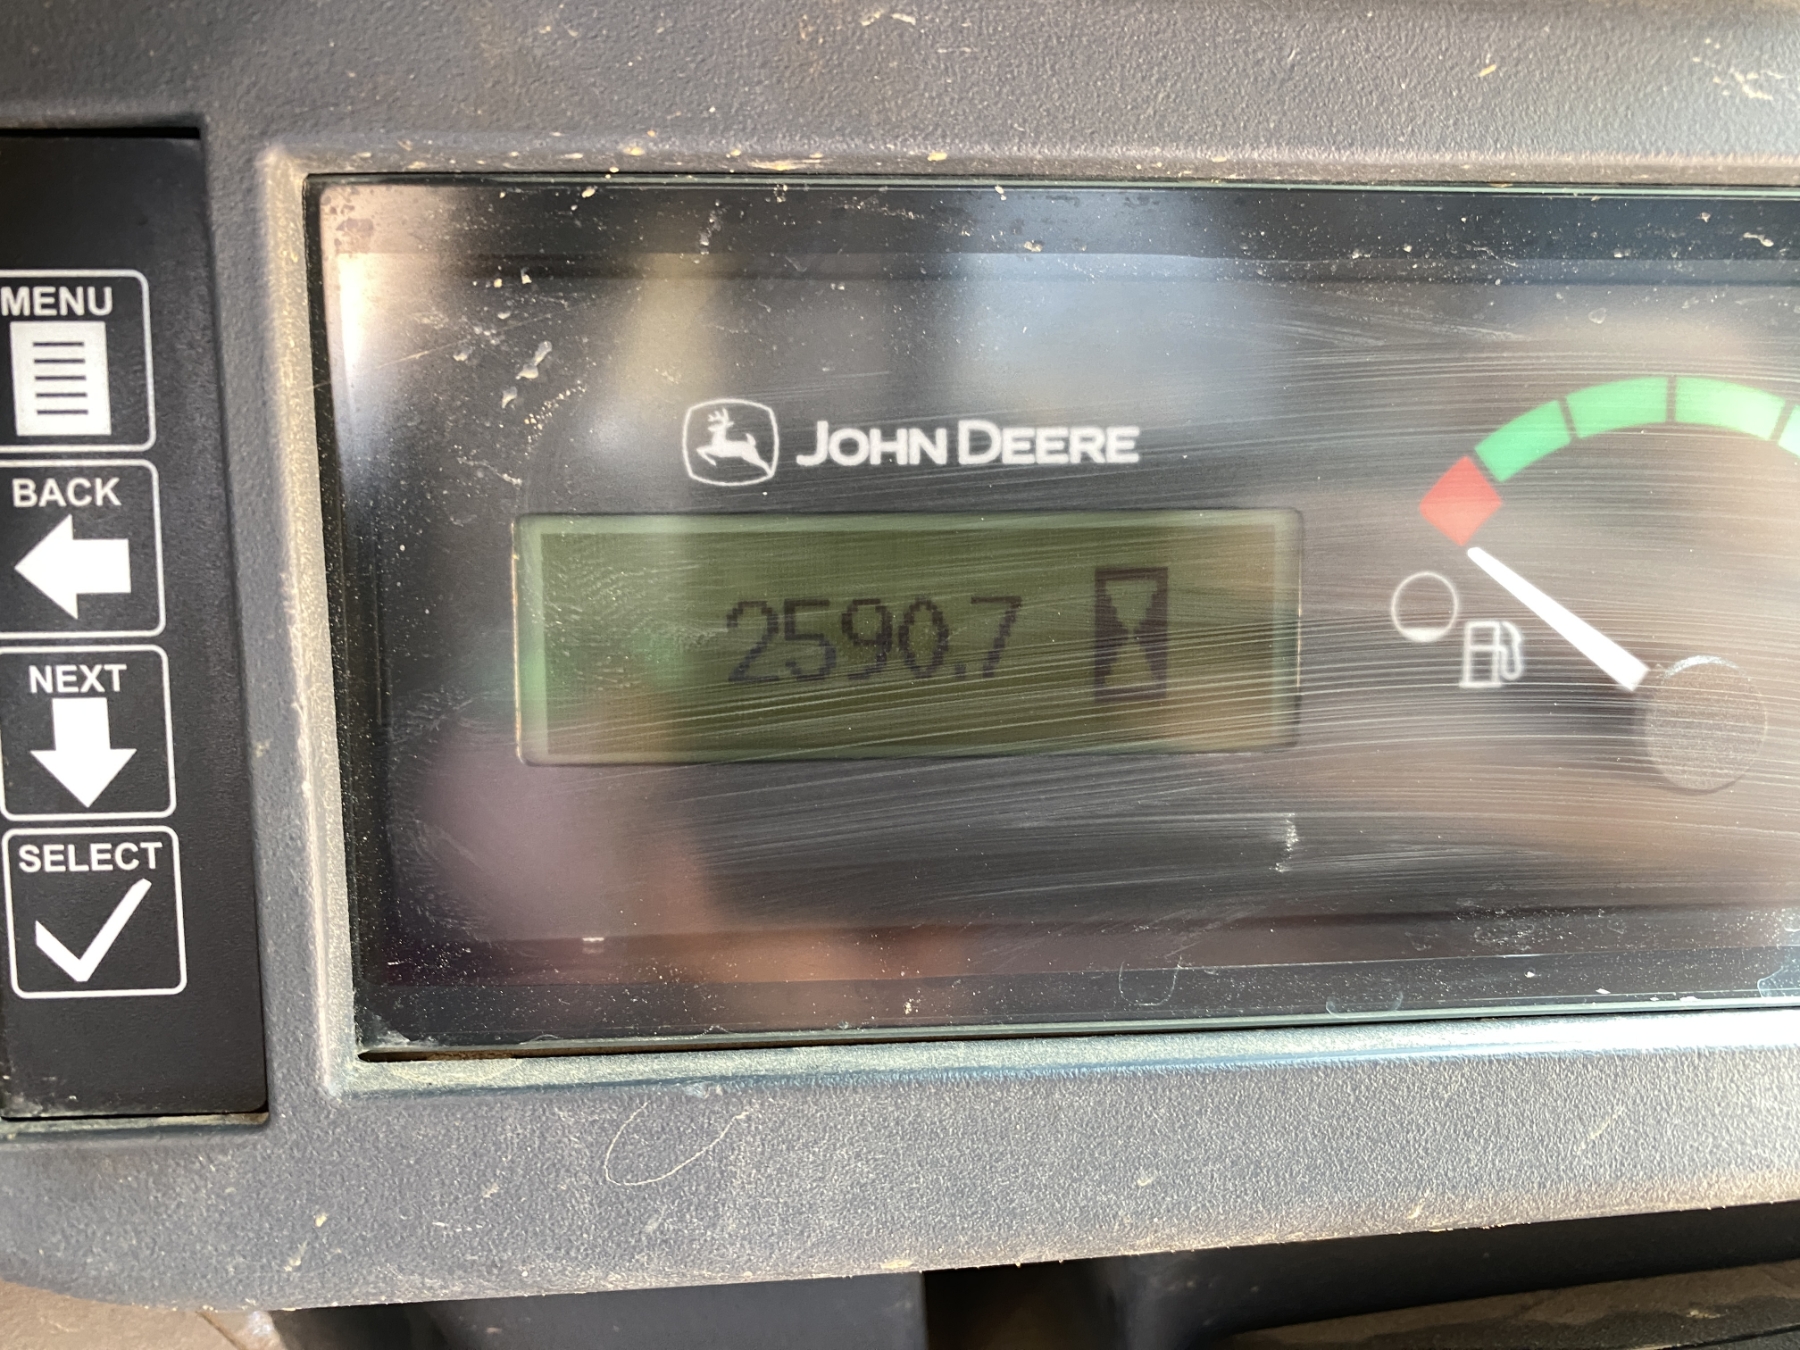 MENU
BACK
NEXT
SELECT
JOHN DEERE
2590.7